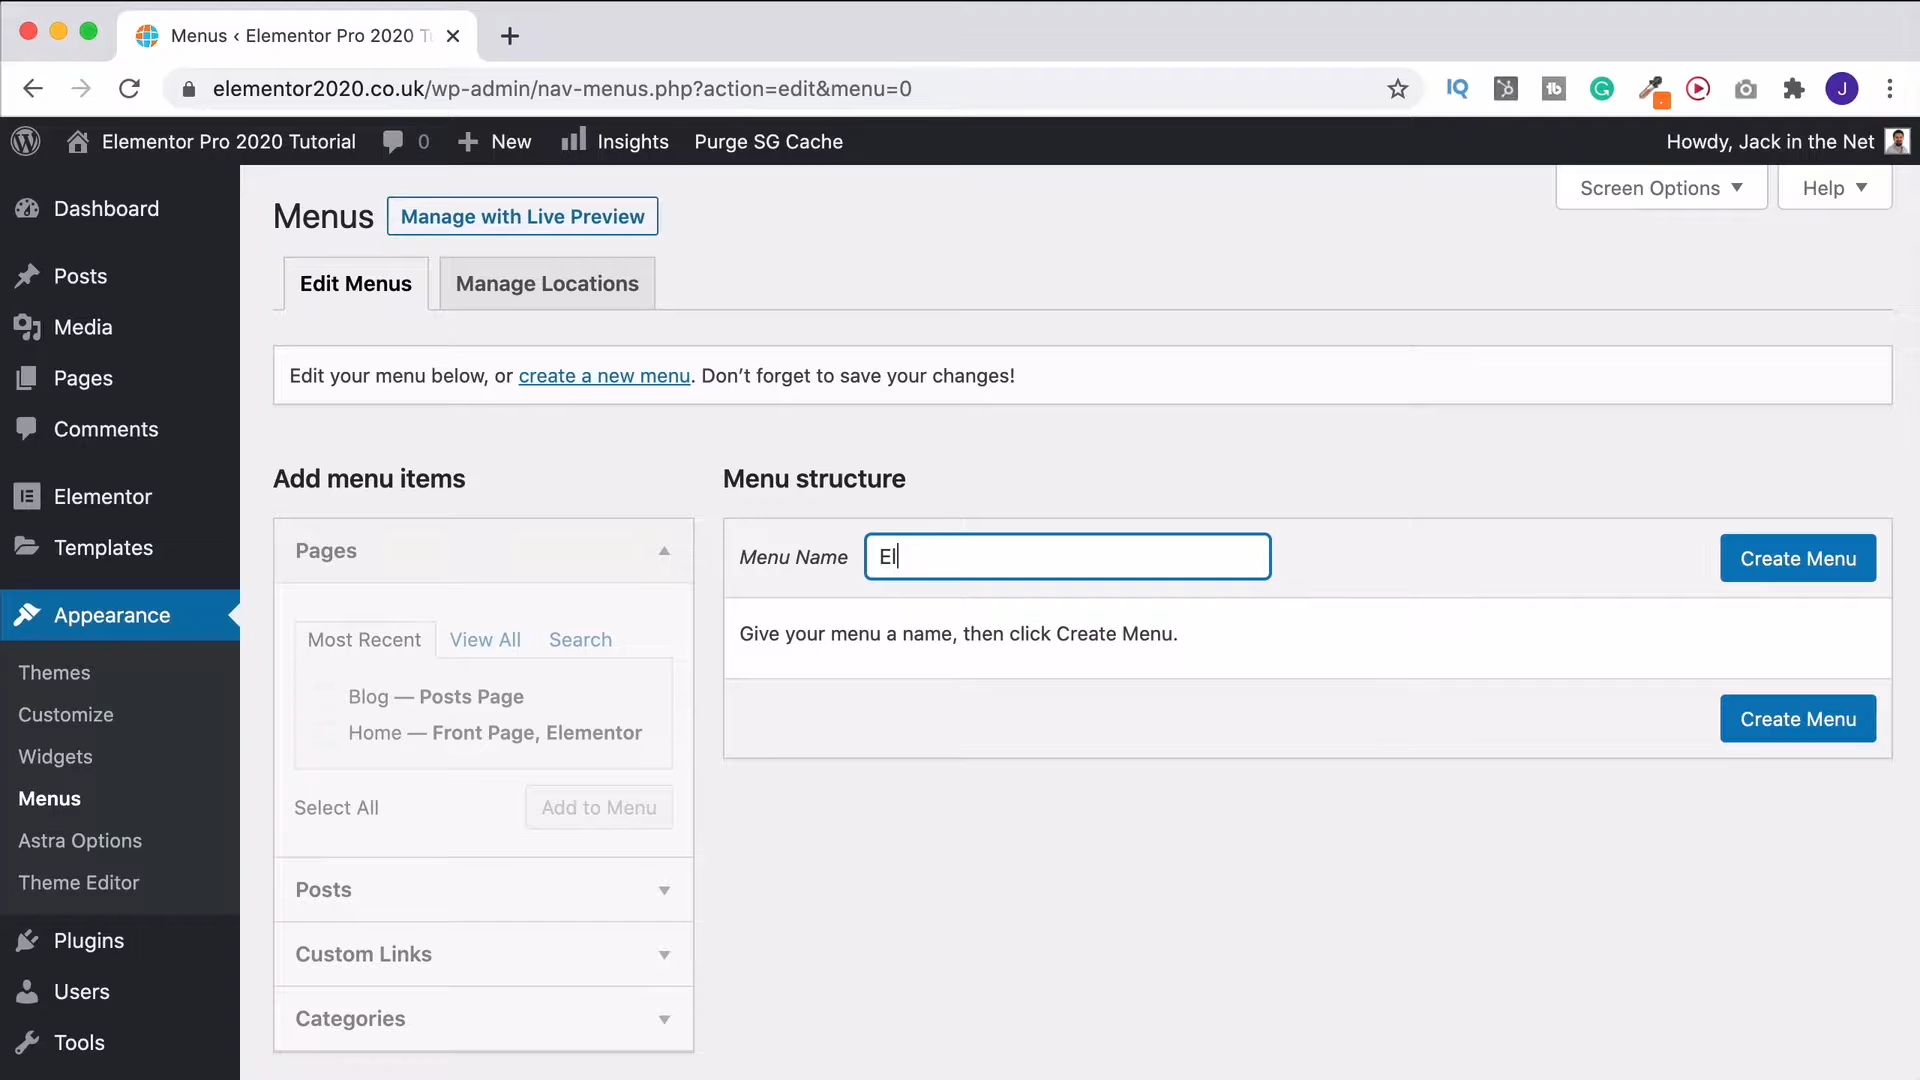 Menus ‹ Elementor Pro 2020 T
elementor2020.co.uk/wp-admin/nav-menus.php?action=edit&menu=0
IQ
tb
G
J
Elementor Pro 2020 Tutorial
0
New
Insights
Purge SG Cache
Howdy, Jack in the Net
Dashboard
Posts
Media
Pages
Comments
Elementor
Templates
Appearance
Themes
Customize
Widgets
Menus
Astra Options
Theme Editor
Plugins
Users
Tools
Screen Options
Help
Menus
Manage with Live Preview
Edit Menus
Manage Locations
Edit your menu below, or create a new menu. Don’t forget to save your changes!
Add menu items
Pages
Most Recent
View All
Search
Blog — Posts Page
Home — Front Page, Elementor
Select All
Add to Menu
Posts
Custom Links
Categories
Menu structure
Menu Name
El
Create Menu
Give your menu a name, then click Create Menu.
Create Menu